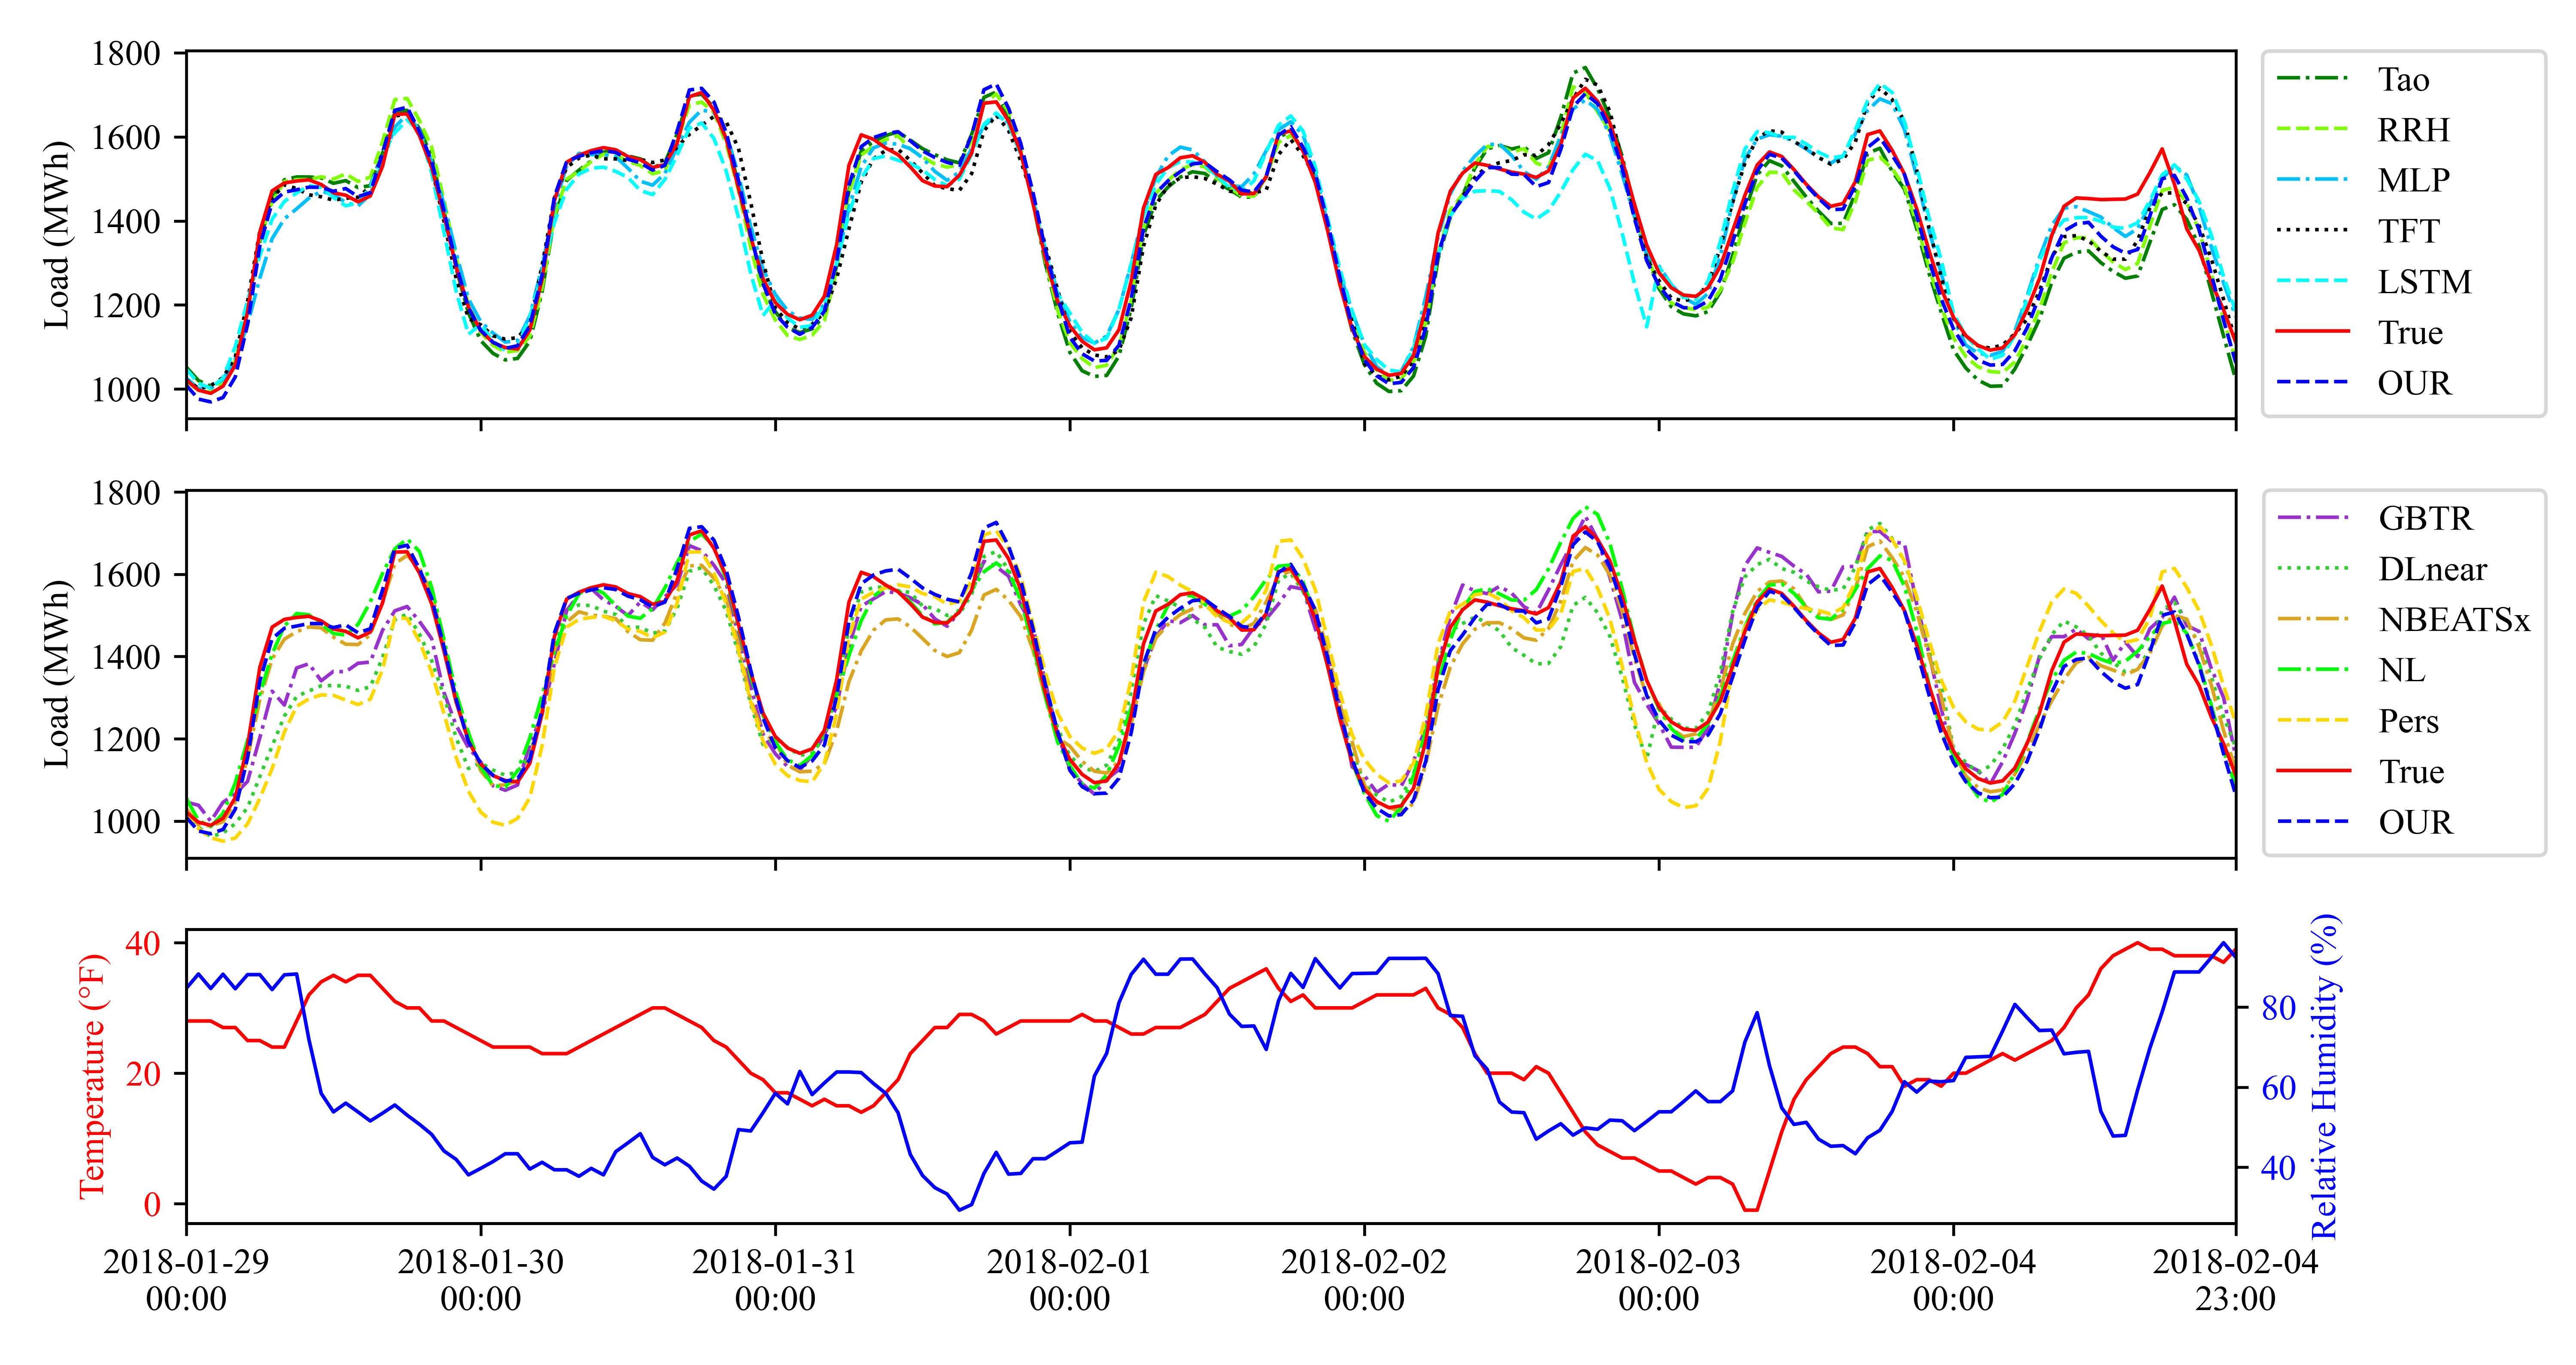 1800
1600
1400
1200
1000
Load (MWh)
Tao
RRH
MLP
TFT
LSTM
True
OUR
1800
1600
1400
1200
1000
Load (MWh)
GBTR
DLnear
NBEATSx
NL
Pers
True
OUR
40
20
0
Temperature (°F)
80
60
40
Relative Humidity (%)
2018-01-29 2018-01-30 2018-01-31 2018-02-01 2018-02-02 2018-02-03 2018-02-04 2018-02-04
00:00 00:00 00:00 00:00 00:00 00:00 00:00 23:00